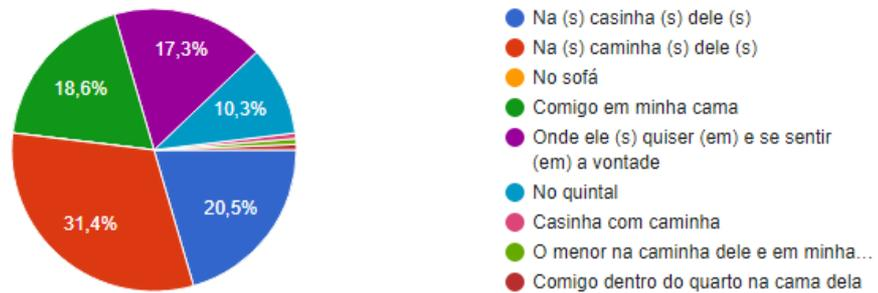 17,3%
18,6%
10,3%
31,4%
20,5%
Na (s) casinha (s) dele (s)
Na (s) caminha (s) dele (s)
No sofá
Comigo em minha cama
Onde ele (s) quiser (em) e se sentir
(em) a vontade
No quintal
Casinha com caminha
O menor na caminha dele e em minha...
Comigo dentro do quarto na cama dela